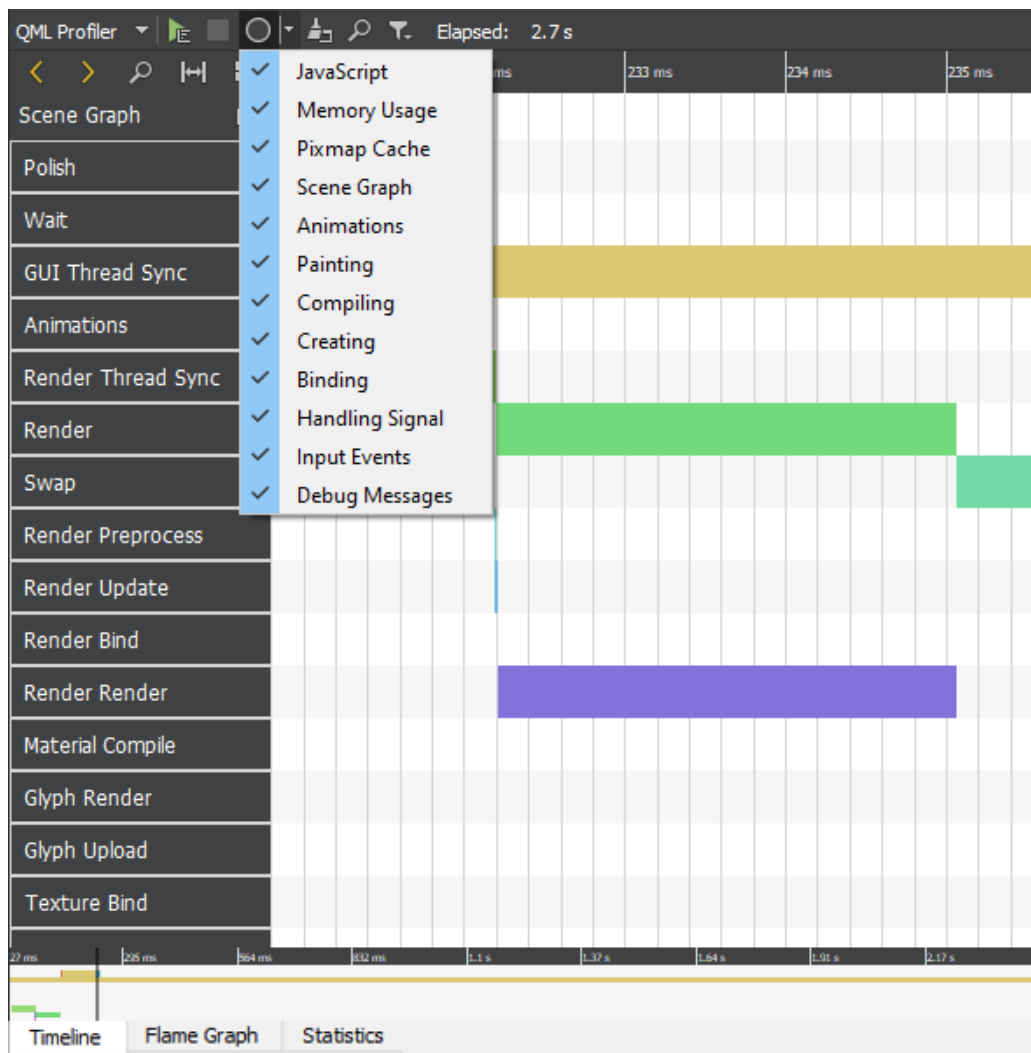 QML Profiler Elapsed: 2.7 s
ms 233 ms 234 ms 235 ms
JavaScript
Memory Usage
Pixmap Cache
Scene Graph
Animations
Painting
Compiling
Creating
Binding
Handling Signal
Input Events
Debug Messages
Scene Graph
Polish
Wait
GUI Thread Sync
Animations
Render Thread Sync
Render
Swap
Render Preprocess
Render Update
Render Bind
Render Render
Material Compile
Glyph Render
Glyph Upload
Texture Bind
27 ms 295 ms 564 ms 832 ms 1.1 s 1.37 s 1.64 s 1.91 s 2.17 s
Timeline Flame Graph Statistics